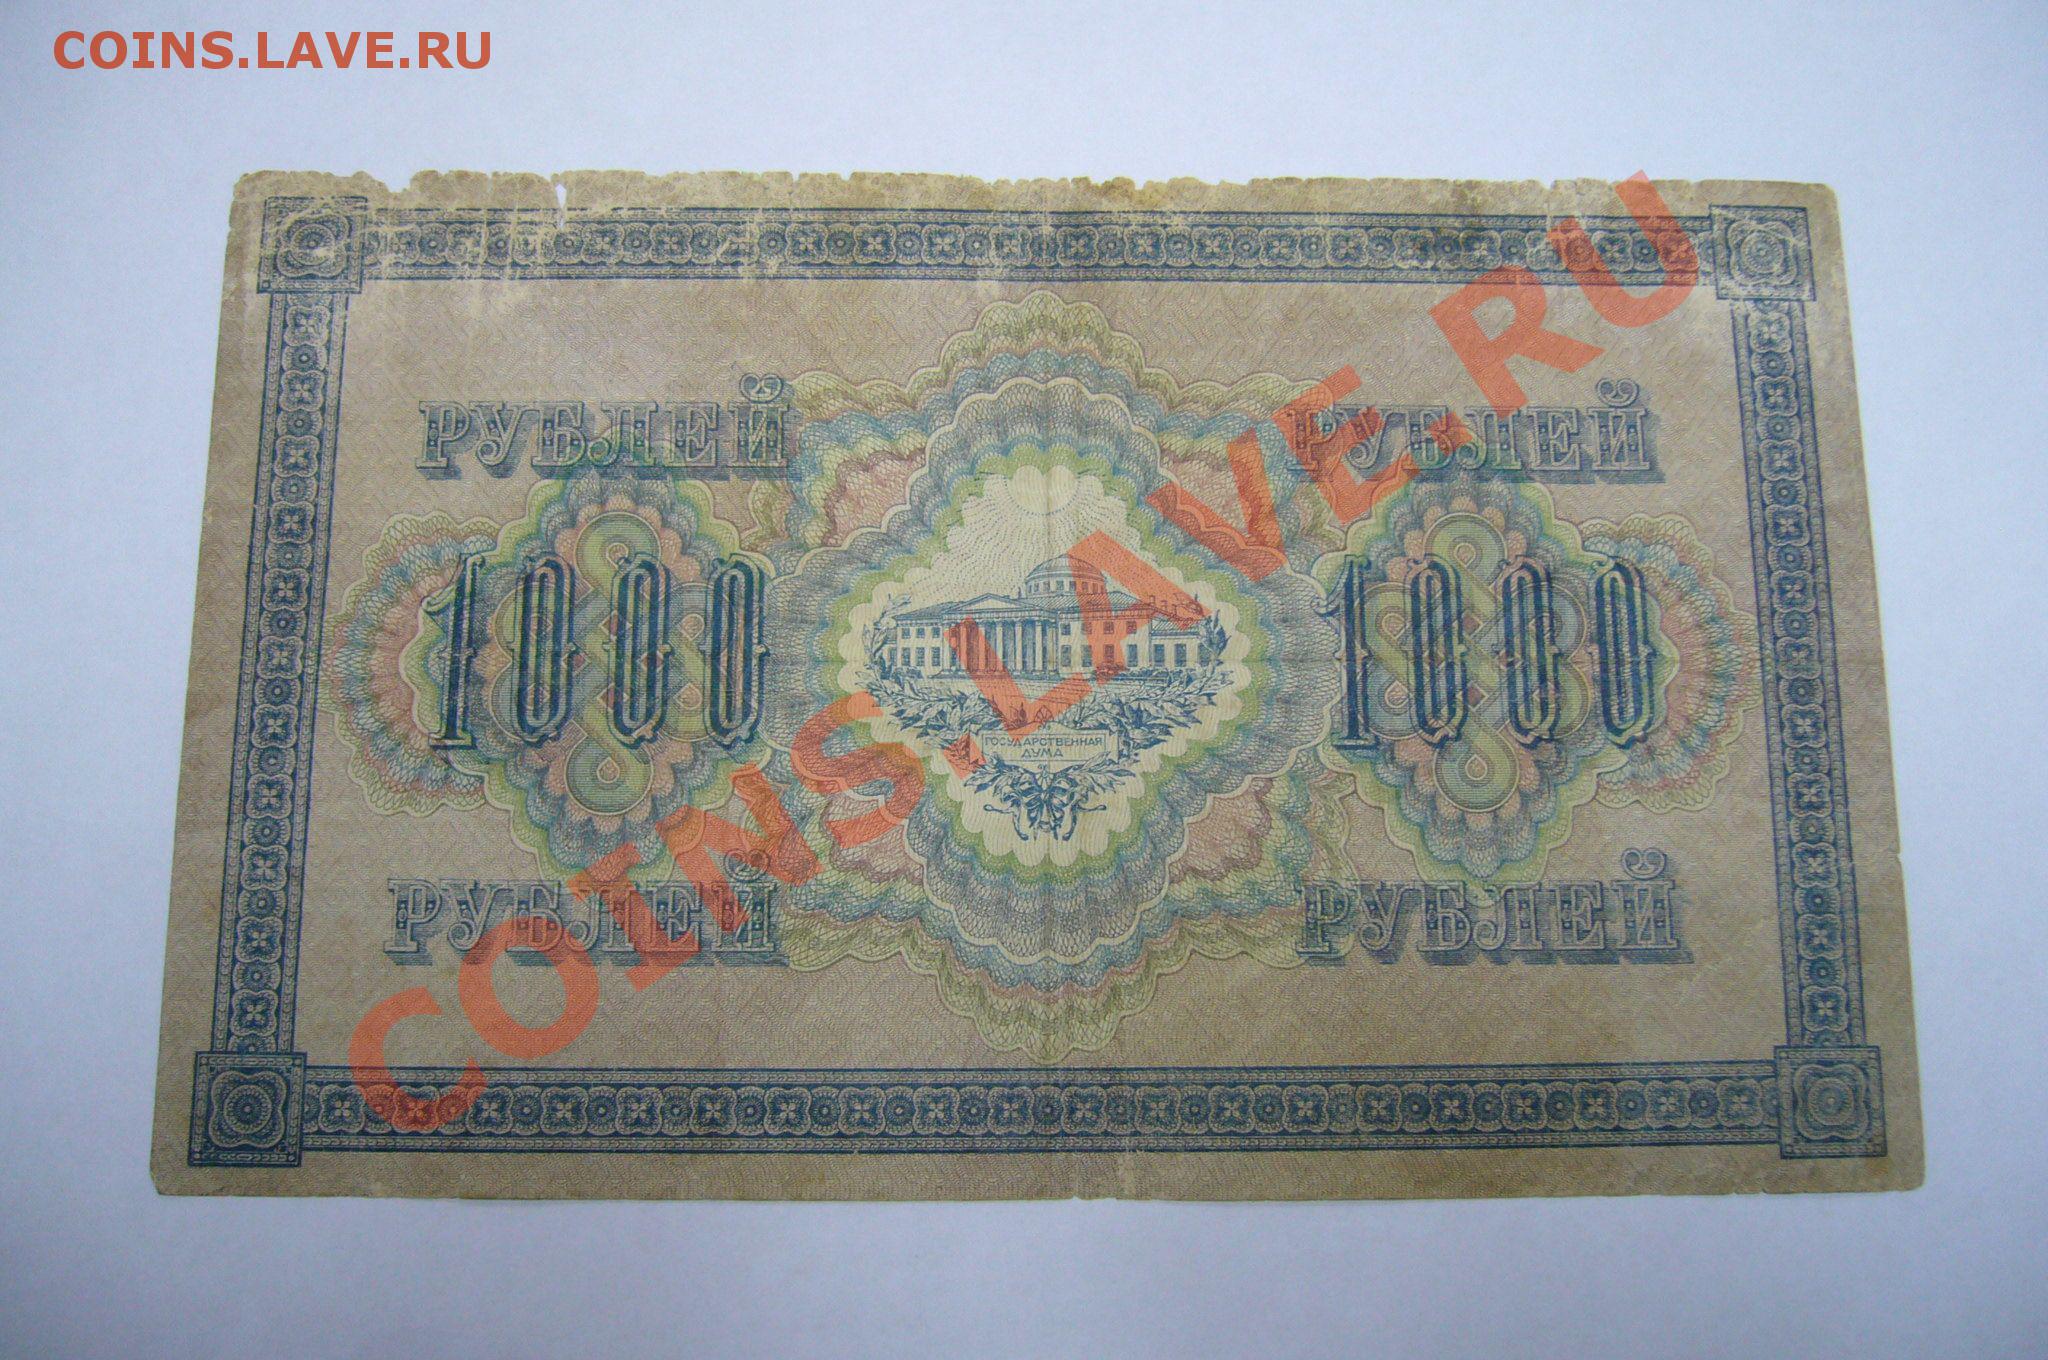 COINS.LAVE.RU
РУБЛЕЙ РУБЛЕЙ
1000 1000
ГОСУДАРСТВЕННАЯ
ДУМА
РУБЛЕЙ РУБЛЕЙ
COINS.LAVE.RU